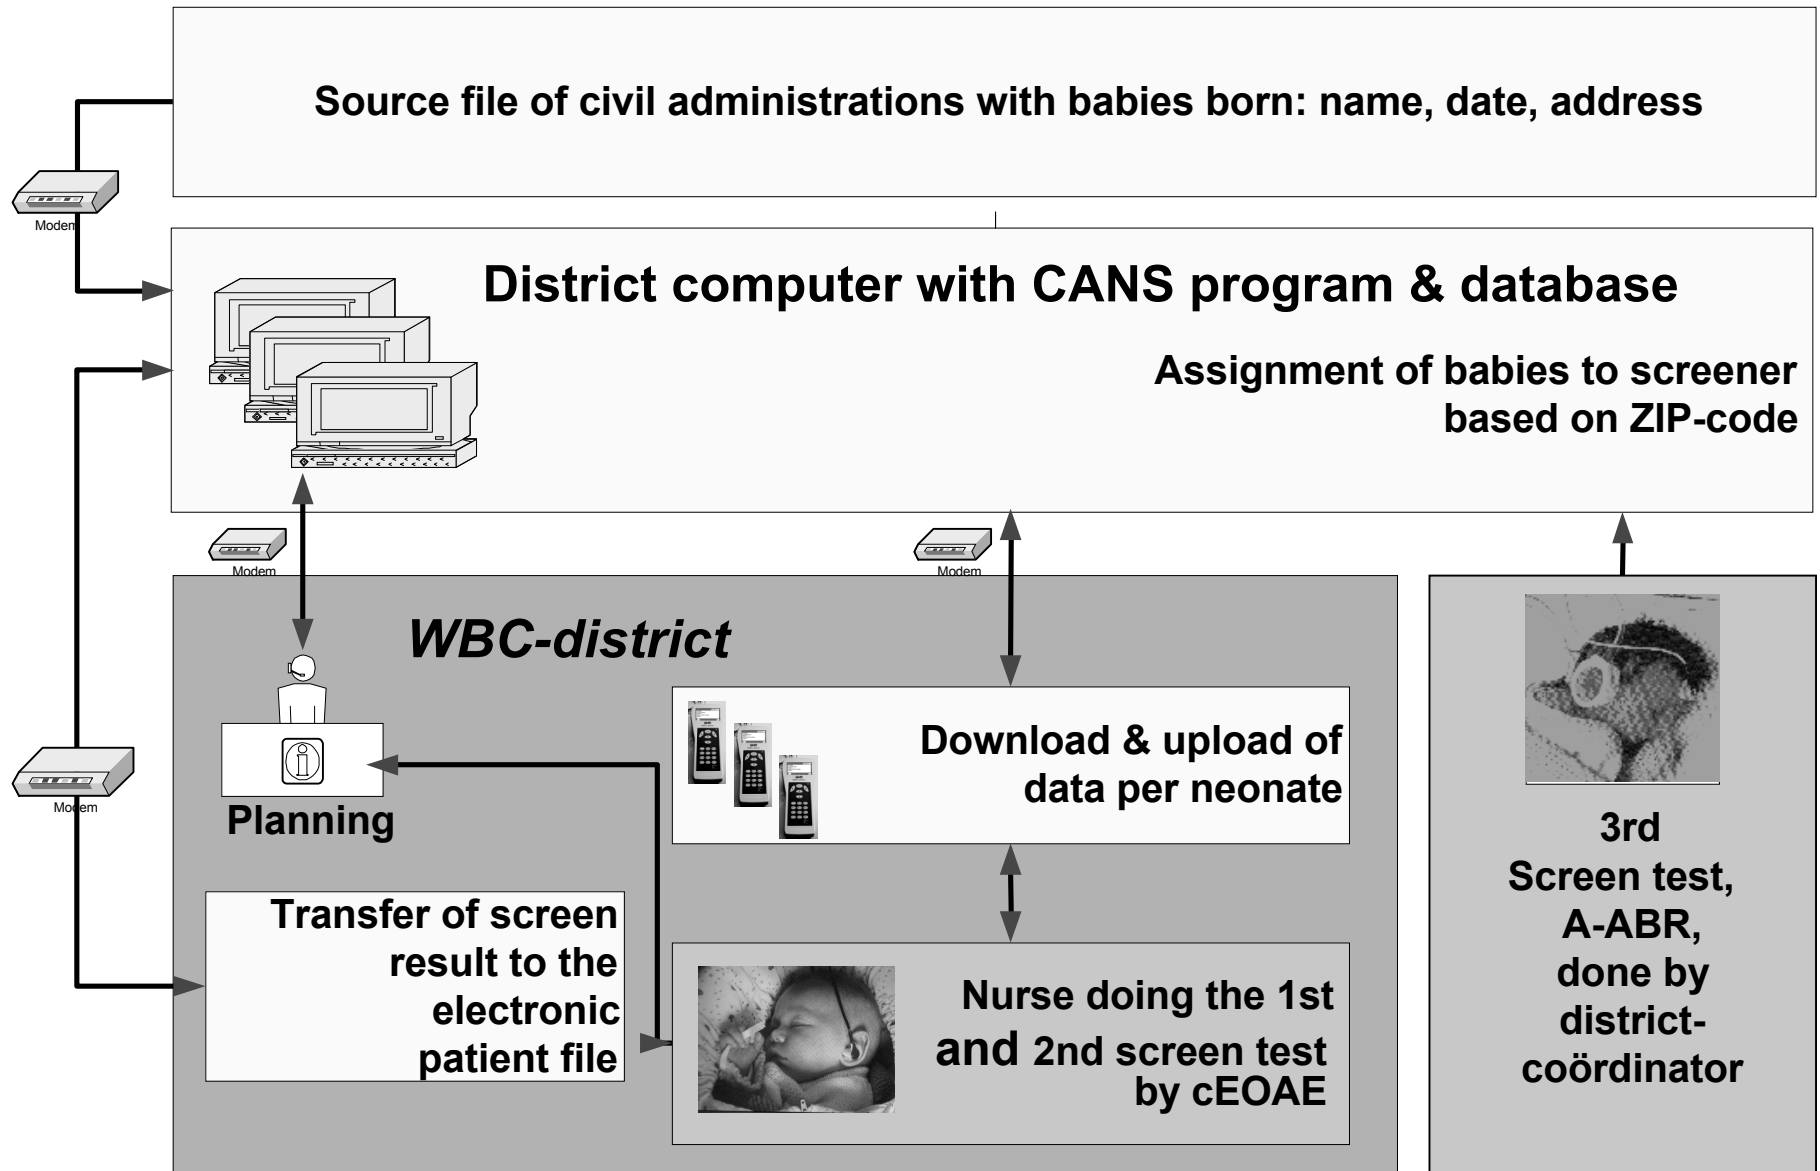 Source file of civil administrations with babies born: name, date, address
Modem
District computer with CANS program & database
Assignment of babies to screener
based on ZIP-code
Modem
Modem
WBC-district
Download & upload of
data per neonate
Planning
Modem
Transfer of screen
result to the
electronic
patient file
Nurse doing the 1st
and 2nd screen test
by cEOAE
3rd
Screen test,
A-ABR,
done by
district-
coördinator